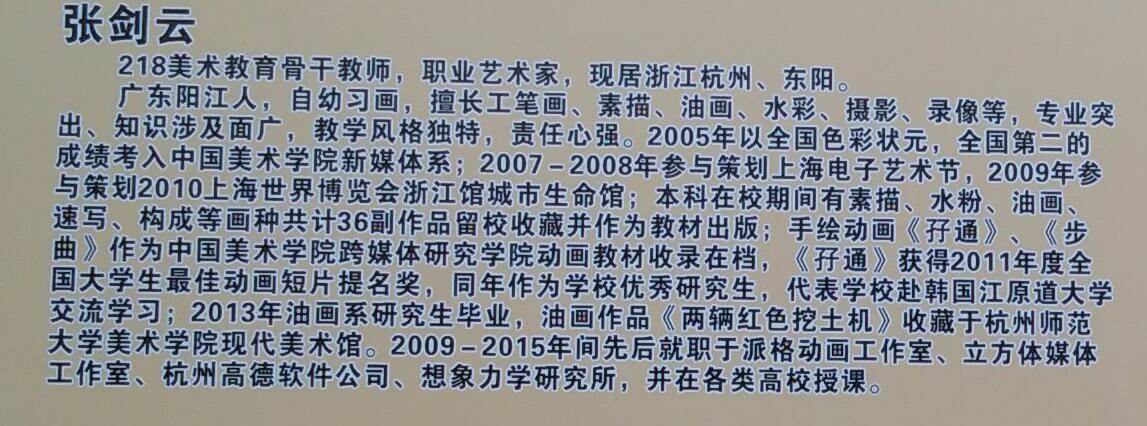 张剑云
218美术教育骨干教师，职业艺术家，现居浙江杭州、东阳。
广东阳江人，自幼习画，擅长工笔画、素描、油画、水彩、摄影、录像等，专业突
出、知识涉及面广，教学风格独特，责任心强。2005年以全国色彩状元，全国第二的
成绩考入中国美术学院新媒体系；2007-2008年参与策划上海电子艺术节，2009年参
与策划2010上海世界博览会浙江馆城市生命馆；本科在校期间有素描、水粉、油画、
速写、构成等画种共计36副作品留校收藏并作为教材出版；手绘动画《孖通》、《步
曲》作为中国美术学院跨媒体研究学院动画教材收录在档，《孖通》获得2011年度全
国大学生最佳动画短片提名奖，同年作为学校优秀研究生，代表学校赴韩国江原道大学
交流学习；2013年油画系研究生毕业，油画作品《两辆红色挖土机》收藏于杭州师范
大学美术学院现代美术馆。2009-2015年间先后就职于派格动画工作室、立方体媒体
工作室、杭州高德软件公司、想象力学研究所，并在各类高校授课。